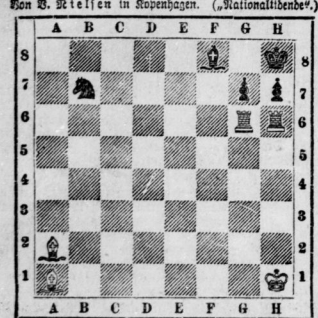 Von V. Nielsen in Kopenhagen. („Nationaltidende“.)
A B C D E F G H
8 8
7 7
6 6
5 5
4 4
3 3
2 2
1 1
A B C D E F G H